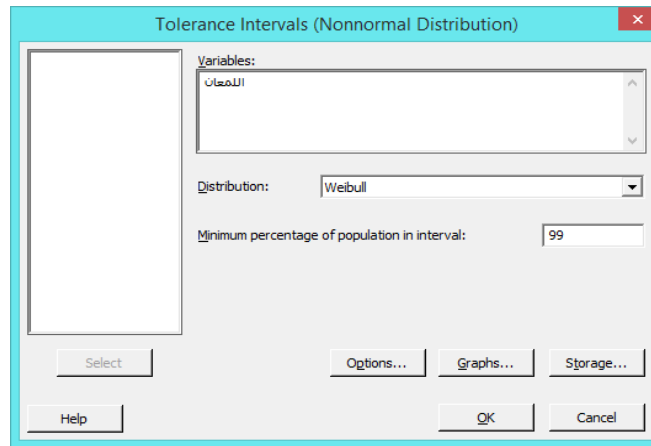 Tolerance Intervals (Nonnormal Distribution)
Variables:
اللمعان
Distribution:
Weibull
Minimum percentage of population in interval:
99
Select
Options...
Graphs...
Storage...
Help
OK
Cancel